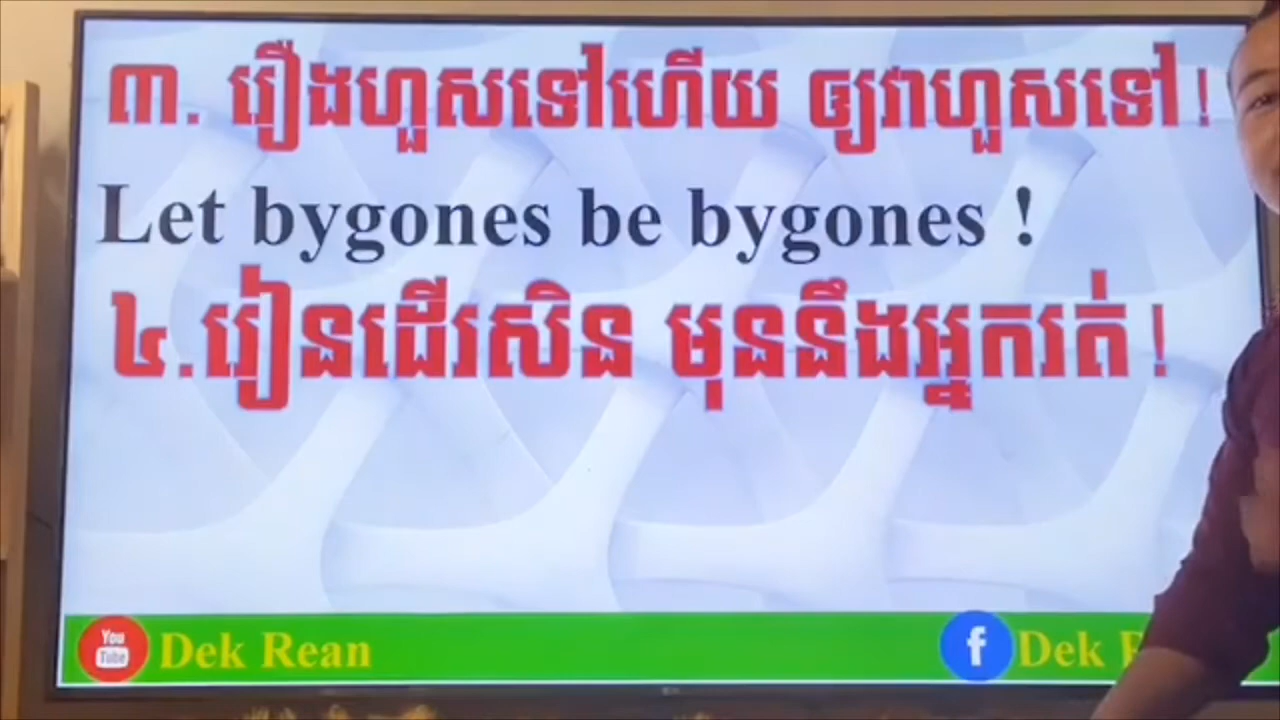 ៣. រឿងហួសទៅហើយ ឲ្យវាហួសទៅ!
Let bygones be bygones !
៤.រៀនដើរសិន មុននឹងអ្នករត់!
You Tube Dek Rean
f Dek